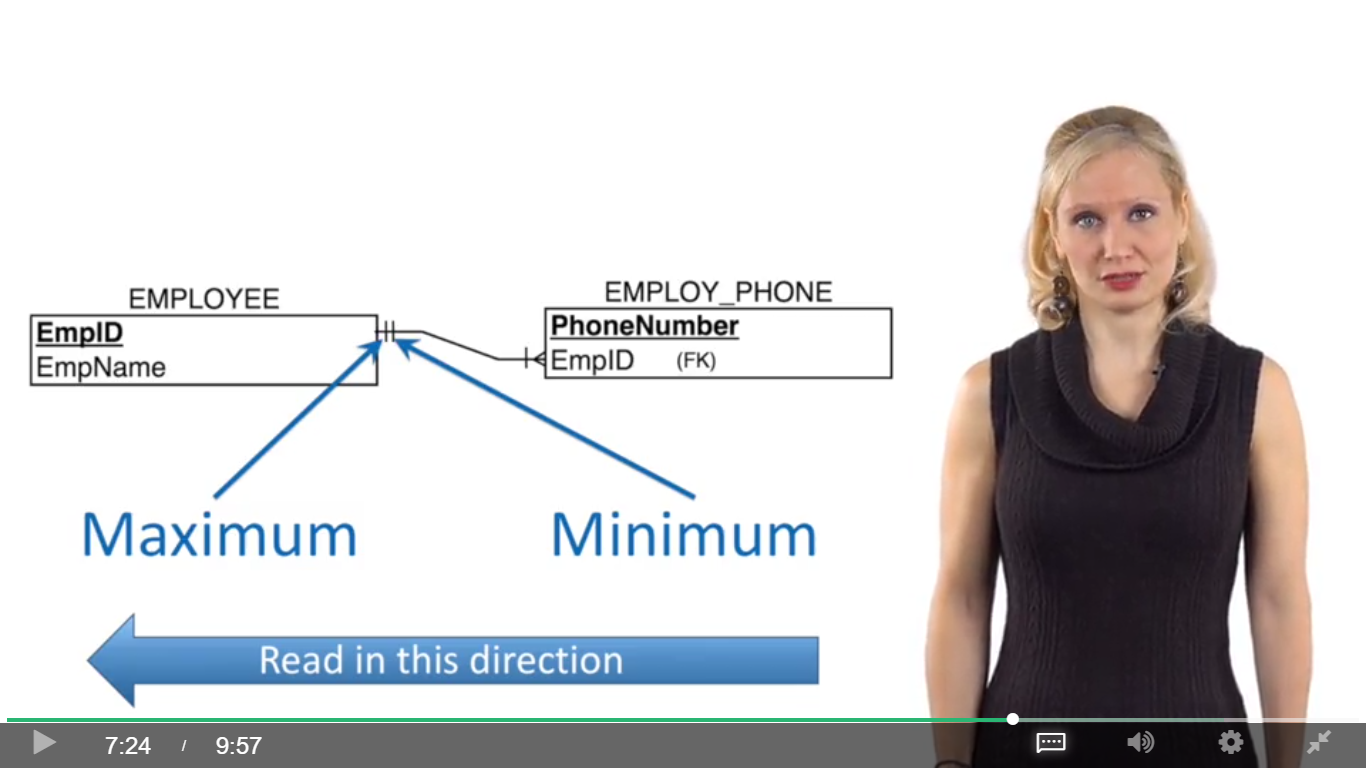 EMPLOYEE
EmpID
EmpName
EMPLOY_PHONE
PhoneNumber
EmpID (FK)
Maximum
Minimum
Read in this direction
7:24 / 9:57